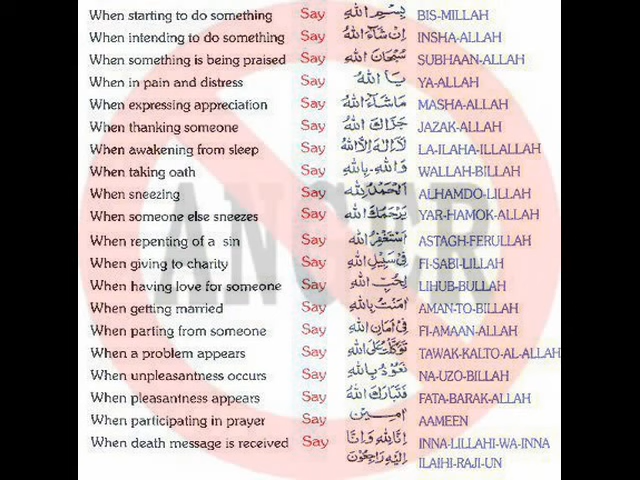 When starting to do something Say بِسْمِ اللهِ BIS-MILLAH
When intending to do something Say اِنْ شَآءَ اللهُ INSHA-ALLAH
When something is being praised Say سُبْحَانَ اللهِ SUBHAAN-ALLAH
When in pain and distress Say يَا اَللهُ YA-ALLAH
When expressing appreciation Say مَاشَآءَ اللهُ MASHA-ALLAH
When thanking someone Say جَزَاكَ اللهُ JAZAK-ALLAH
When awakening from sleep Say لَآ اِلٰهَ اِلَّا اللهُ LA-ILAHA-ILLALLAH
When taking oath Say وَاللهِ ـ بِاللهِ WALLAH-BILLAH
When sneezing Say اَلْحَمْدُ لِلّٰهِ ALHAMDO-LILLAH
When someone else sneezes Say يَرْحَمُكَ اللهُ YAR-HAMOK-ALLAH
When repenting of a sin Say اَسْتَغْفِرُ اللهَ ASTAGH-FERULLAH
When giving to charity Say فِىْ سَبِيْلِ اللهِ FI-SABI-LILLAH
When having love for someone Say لِحُبِّ اللهِ LIHUB-BULLAH
When getting married Say اٰمَنْتُ بِاللهِ AMAN-TO-BILLAH
When parting from someone Say فِىْ اَمَانِ اللهِ FI-AMAAN-ALLAH
When a problem appears Say تَوَكَّلْتُ عَلَى اللهِ TAWAK-KALTO-AL-ALLAH
When unpleasantness occurs Say نَعُوْذُ بِاللهِ NA-UZO-BILLAH
When pleasantness appears Say فَتَبَارَكَ اللهُ FATA-BARAK-ALLAH
When participating in prayer Say اٰمِيْن AAMEEN
When death message is received Say اِنَّا لِلّٰهِ وَاِنَّا INNA-LILLAHI-WA-INNA
اِلَيْهِ رَاجِعُوْنَ ILAIHI-RAJI-UN
ANGER